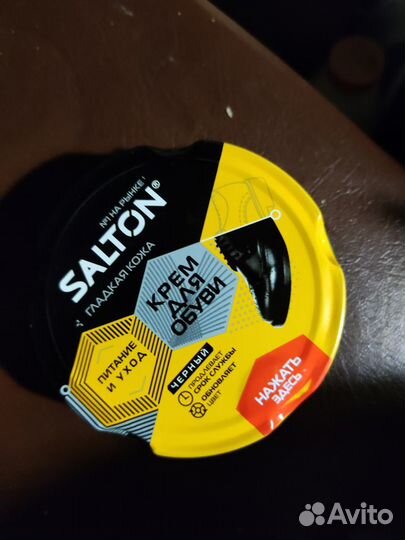 №1 НА РЫНКЕ!
SALTON®
ГЛАДКАЯ КОЖА
КРЕМ
ДЛЯ
ОБУВИ
ПИТАНИЕ
И УХОД
ЧЕРНЫЙ
ПРОДЛЕВАЕТ
СРОК СЛУЖБЫ
ОБНОВЛЯЕТ
ЦВЕТ
НАЖАТЬ
ЗДЕСЬ
Avito